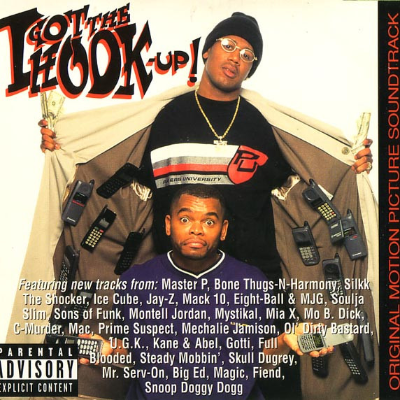 I GOT THE
HOOK-UP!
ORIGINAL MOTION PICTURE SOUNDTRACK
PU
UNIVERSITY
Featuring new tracks from: Master P, Bone Thugs-N-Harmony, Silkk
The Shocker, Ice Cube, Jay-Z, Mack 10, Eight-Ball & MJG, Soulja
Slim, Sons of Funk, Montell Jordan, Mystikal, Mia X, Mo B. Dick,
C-Murder, Mac, Prime Suspect, Mechalie Jamison, Ol' Dirty Bastard,
U.G.K., Kane & Abel, Gotti, Full
Blooded, Steady Mobbin', Skull Dugrey,
Mr. Serv-On, Big Ed, Magic, Fiend,
Snoop Doggy Dogg
PARENTAL
ADVISORY
EXPLICIT CONTENT